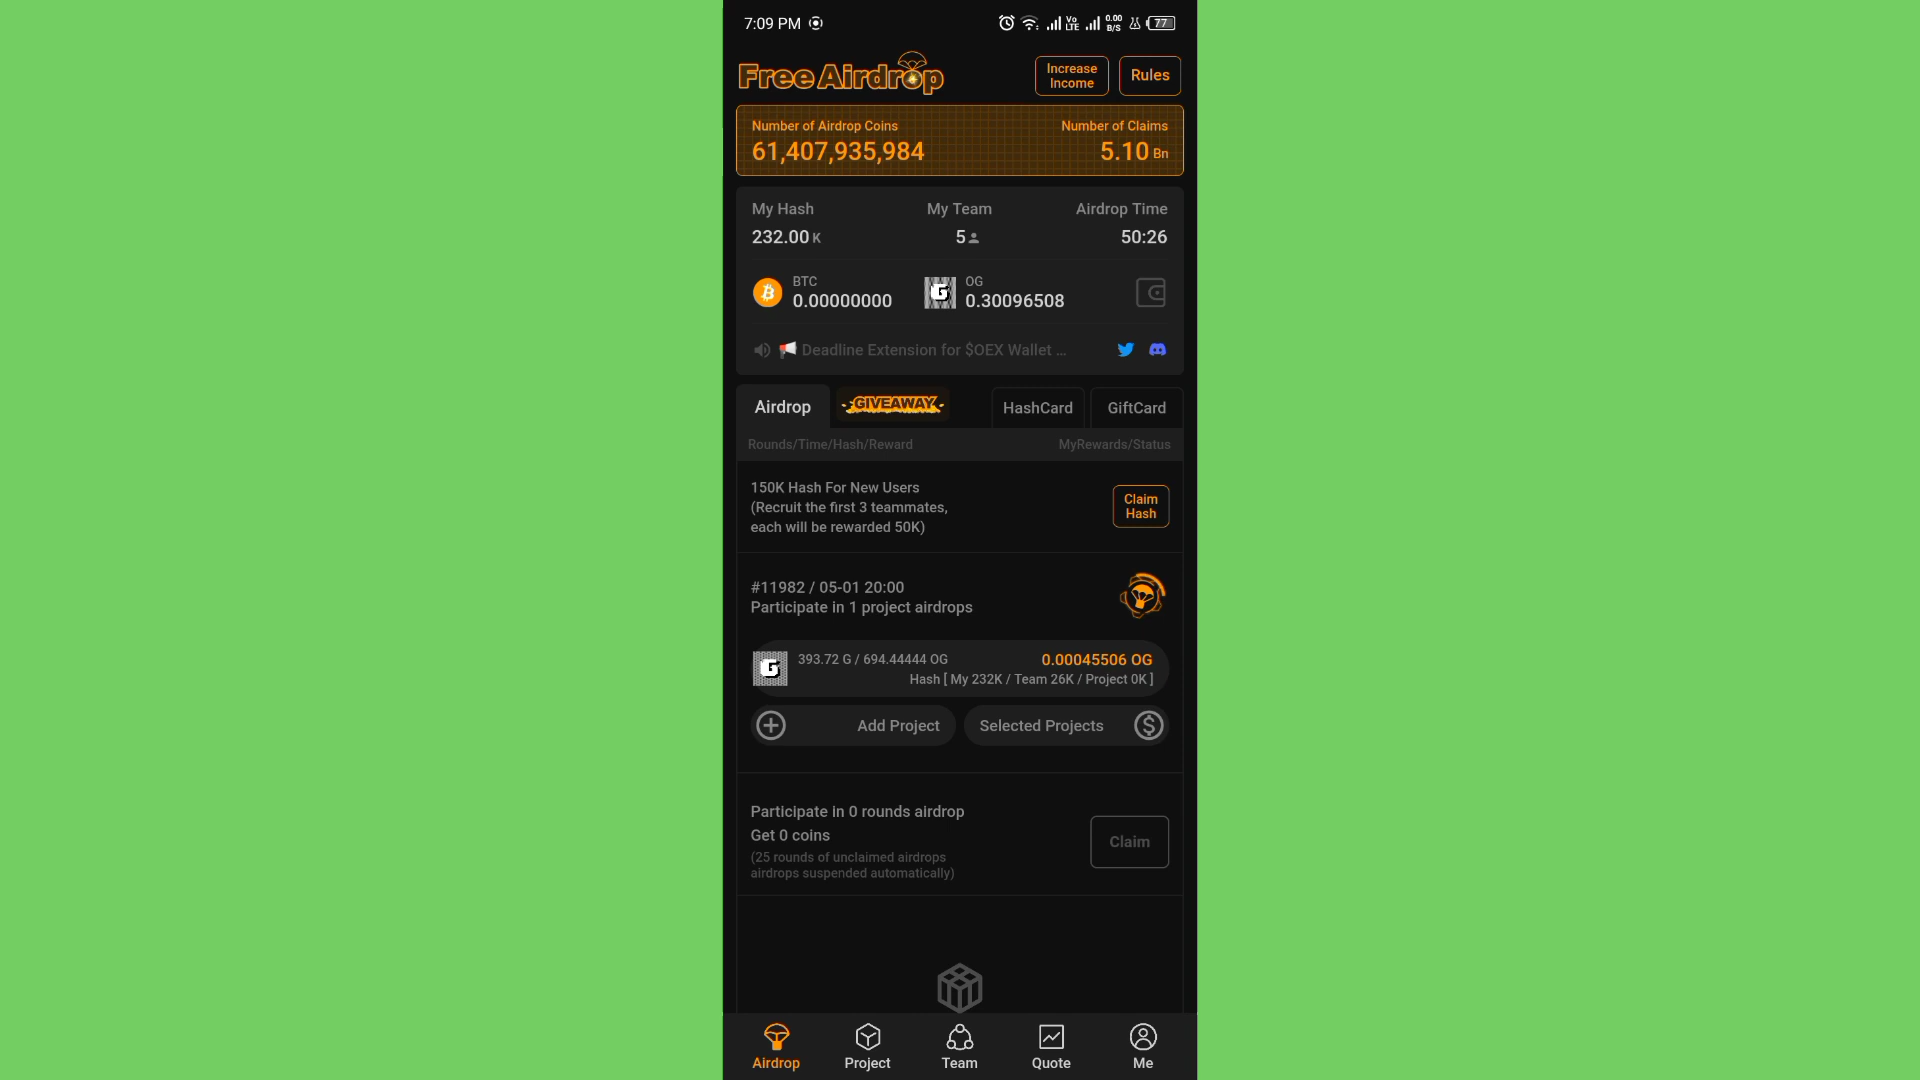 7:09 PM
Vo LTE
0.00 B/S
77
Free Airdrop
Increase Income
Rules
Number of Airdrop Coins
Number of Claims
61,407,935,984
5.10 Bn
My Hash
My Team
Airdrop Time
232.00 K
5
50:26
BTC
OG
0.00000000
0.30096508
Deadline Extension for $OEX Wallet ...
Airdrop
GIVEAWAY
HashCard
GiftCard
Rounds/Time/Hash/Reward
MyRewards/Status
150K Hash For New Users
(Recruit the first 3 teammates,
each will be rewarded 50K)
Claim
Hash
#11982 / 05-01 20:00
Participate in 1 project airdrops
393.72 G / 694.44444 OG
0.00045506 OG
Hash [ My 232K / Team 26K / Project 0K ]
Add Project
Selected Projects
Participate in 0 rounds airdrop
Get 0 coins
(25 rounds of unclaimed airdrops
airdrops suspended automatically)
Claim
Airdrop
Project
Team
Quote
Me